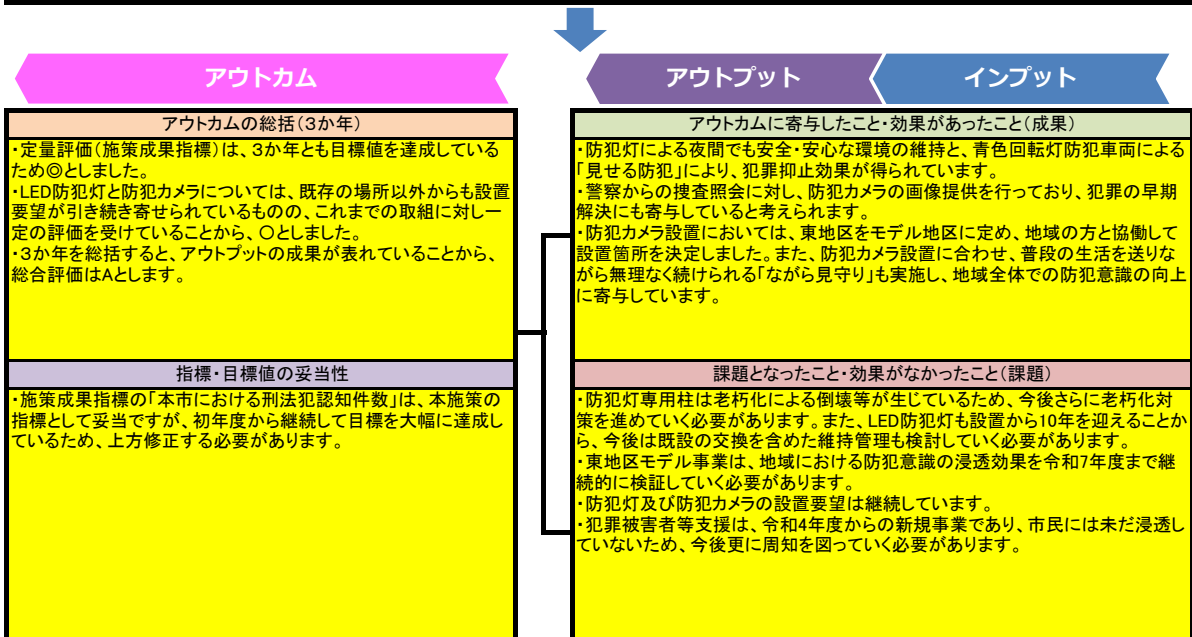 アウトカム
アウトプット
インプット
アウトカムの総括(3か年)
・定量評価(施策成果指標)は、3か年とも目標値を達成している
ため◎としました。
・LED防犯灯と防犯カメラについては、既存の場所以外からも設置
要望が引き続き寄せられているものの、これまでの取組に対し一
定の評価を受けていることから、○としました。
・3か年を総括すると、アウトプットの成果が表れていることから、
総合評価はAとします。
指標・目標値の妥当性
・施策成果指標の「本市における刑法犯認知件数」は、本施策の
指標として妥当ですが、初年度から継続して目標を大幅に達成し
ているため、上方修正する必要があります。
アウトカムに寄与したこと・効果があったこと(成果)
・防犯灯による夜間でも安全・安心な環境の維持と、青色回転灯防犯車両による
「見せる防犯」により、犯罪抑止効果が得られています。
・警察からの捜査照会に対し、防犯カメラの画像提供を行っており、犯罪の早期
解決にも寄与していると考えられます。
・防犯カメラ設置においては、東地区をモデル地区に定め、地域の方と協働して
設置箇所を決定しました。また、防犯カメラ設置に合わせ、普段の生活を送りな
がら無理なく続けられる「ながら見守り」も実施し、地域全体での防犯意識の向上
に寄与しています。
課題となったこと・効果がなかったこと(課題)
・防犯灯専用柱は老朽化による倒壊等が生じているため、今後さらに老朽化対
策を進めていく必要があります。また、LED防犯灯も設置から10年を迎えることか
ら、今後は既設の交換を含めた維持管理も検討していく必要があります。
・東地区モデル事業は、地域における防犯意識の浸透効果を令和7年度まで継
続的に検証していく必要があります。
・防犯灯及び防犯カメラの設置要望は継続しています。
・犯罪被害者等支援は、令和4年度からの新規事業であり、市民には未だ浸透し
ていないため、今後更に周知を図っていく必要があります。